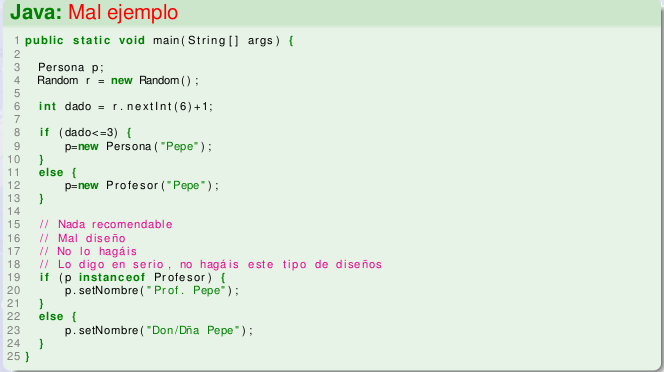 Java: Mal ejemplo
1 public static void main(String[] args) {
2
3 Persona p;
4 Random r = new Random();
5
6 int dado = r.nextInt(6)+1;
7
8 if (dado<=3) {
9 p=new Persona("Pepe");
10 }
11 else {
12 p=new Profesor("Pepe");
13 }
14
15 // Nada recomendable
16 // Mal diseño
17 // No lo hagáis
18 // Lo digo en serio, no hagáis este tipo de diseños
19 if (p instanceof Profesor) {
20 p.setNombre("Prof. Pepe");
21 }
22 else {
23 p.setNombre("Don/Dña Pepe");
24 }
25 }